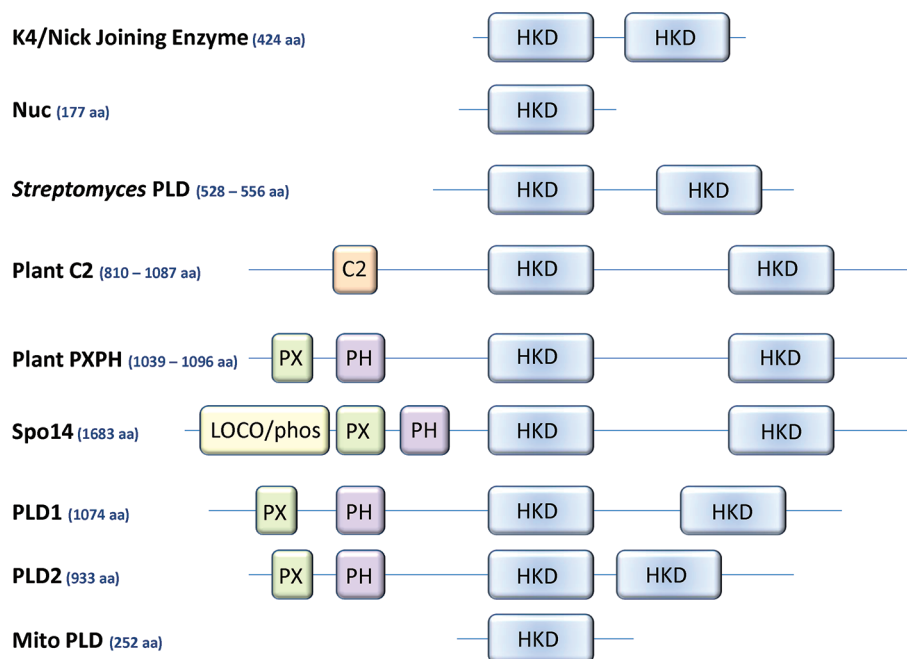 K4/Nick Joining Enzyme (424 aa) HKD HKD
Nuc (177 aa) HKD
Streptomyces PLD (528 – 556 aa) HKD HKD
Plant C2 (810 – 1087 aa) C2 HKD HKD
Plant PXPH (1039 – 1096 aa) PX PH HKD HKD
Spo14 (1683 aa) LOCO/phos PX PH HKD HKD
PLD1 (1074 aa) PX PH HKD HKD
PLD2 (933 aa) PX PH HKD HKD
Mito PLD (252 aa) HKD